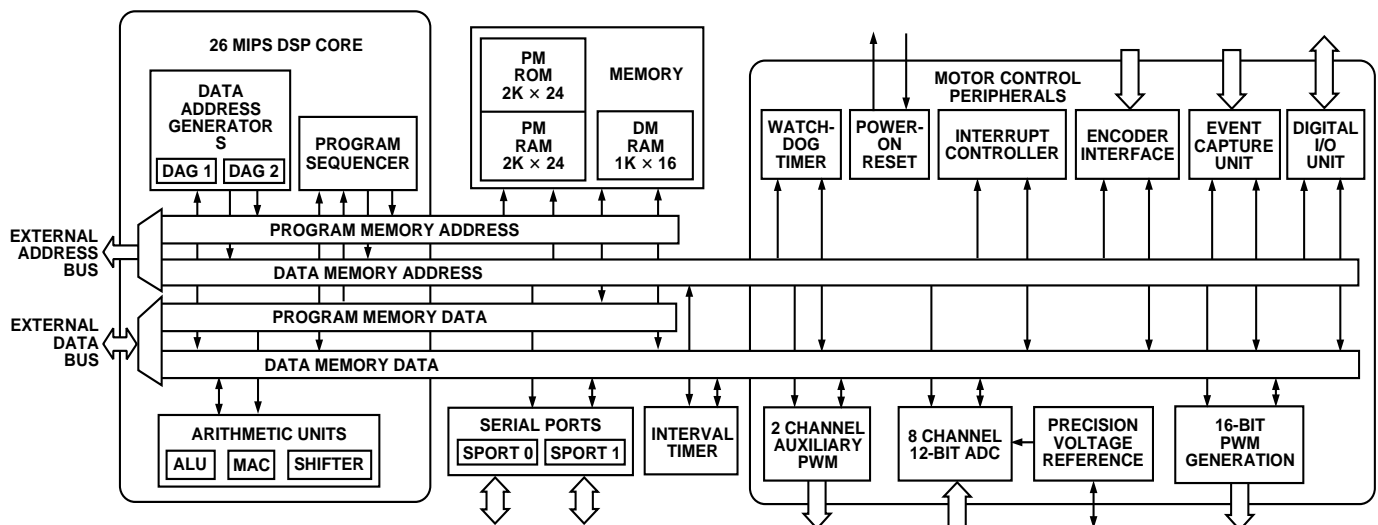 26 MIPS DSP CORE
DATA
ADDRESS
GENERATOR
S
DAG 1
DAG 2
PROGRAM
SEQUENCER
PM
ROM
2K × 24
MEMORY
PM
RAM
2K × 24
DM
RAM
1K × 16
MOTOR CONTROL
PERIPHERALS
WATCH-
DOG
TIMER
POWER-
ON
RESET
INTERRUPT
CONTROLLER
ENCODER
INTERFACE
EVENT
CAPTURE
UNIT
DIGITAL
I/O
UNIT
EXTERNAL
ADDRESS
BUS
PROGRAM MEMORY ADDRESS
DATA MEMORY ADDRESS
EXTERNAL
DATA
BUS
PROGRAM MEMORY DATA
DATA MEMORY DATA
ARITHMETIC UNITS
ALU
MAC
SHIFTER
SERIAL PORTS
SPORT 0
SPORT 1
INTERVAL
TIMER
2 CHANNEL
AUXILIARY
PWM
8 CHANNEL
12-BIT ADC
PRECISION
VOLTAGE
REFERENCE
16-BIT
PWM
GENERATION